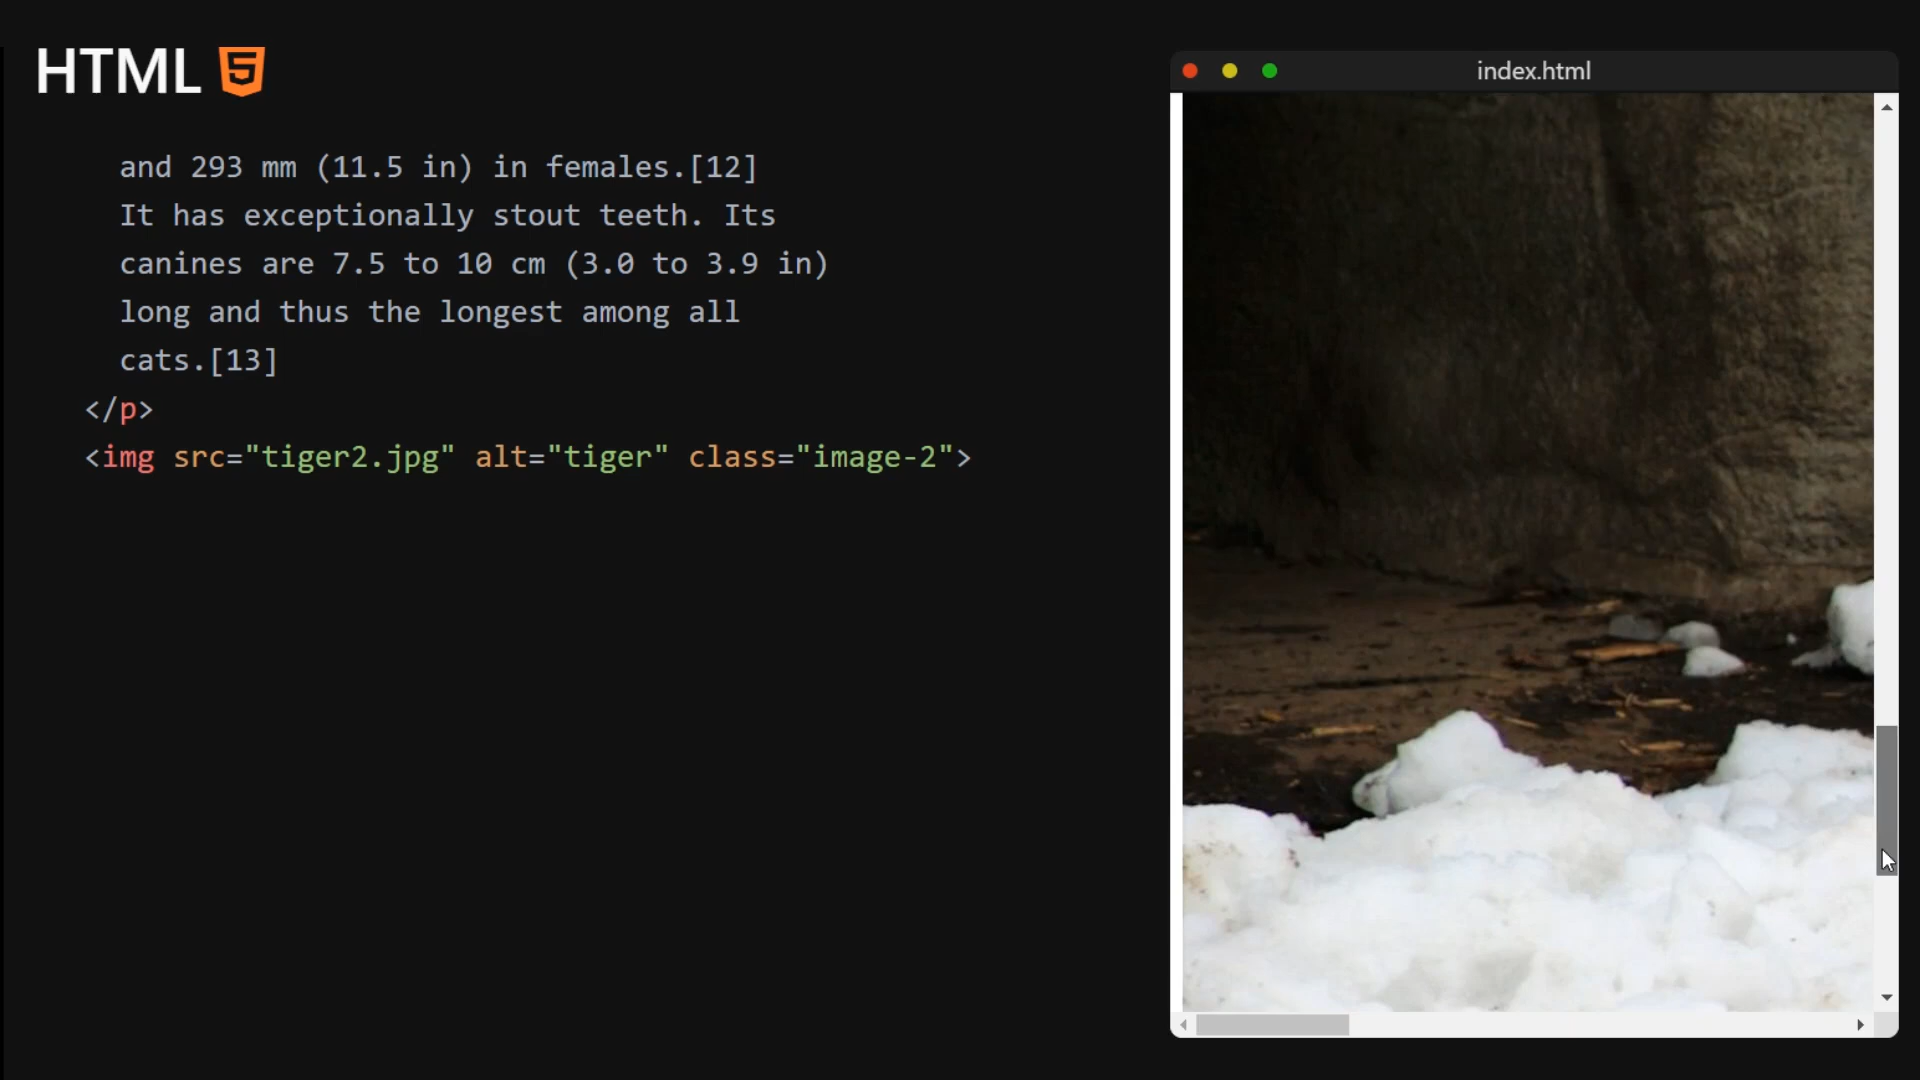 HTML 5
index.html
and 293 mm (11.5 in) in females.[12]
It has exceptionally stout teeth. Its
canines are 7.5 to 10 cm (3.0 to 3.9 in)
long and thus the longest among all
cats.[13]
</p>
<img src="tiger2.jpg" alt="tiger" class="image-2">